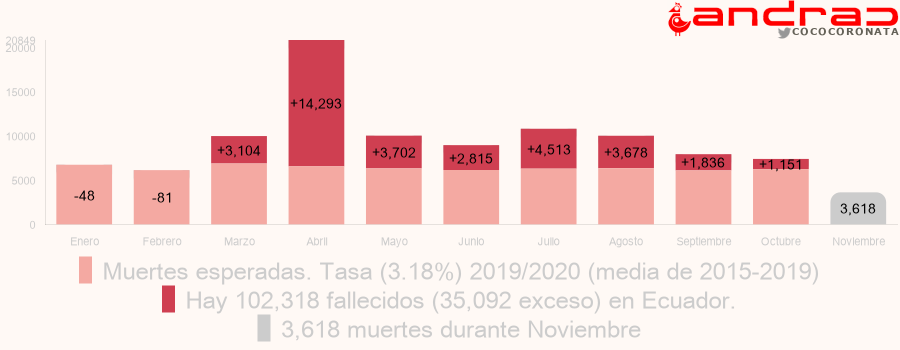 andrac
COCOCORONATA
20849
20000
15000
10000
5000
0
+14,293
+3,104
+3,702
+2,815
+4,513
+3,678
+1,836
+1,151
-48
-81
3,618
Enero Febrero Marzo Abril Mayo Junio Julio Agosto Septiembre Octubre Noviembre
Muertes esperadas. Tasa (3.18%) 2019/2020 (media de 2015-2019)
Hay 102,318 fallecidos (35,092 exceso) en Ecuador.
3,618 muertes durante Noviembre